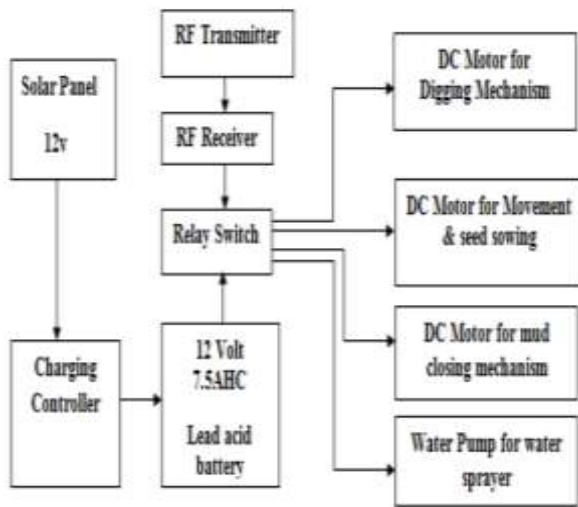 RF Transmitter
Solar Panel
12v
RF Receiver
Relay Switch
DC Motor for
Digging Mechanism
DC Motor for Movement
& seed sowing
Charging
Controller
12 Volt
7.5AHC
Lead acid
battery
DC Motor for mud
closing mechanism
Water Pump for water
sprayer